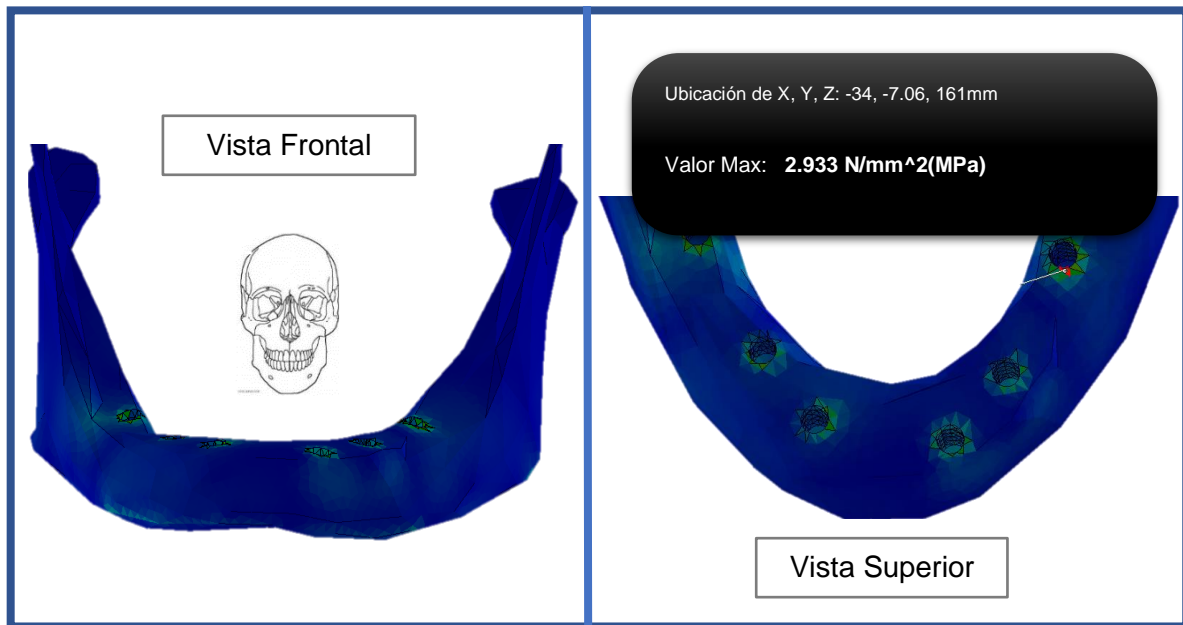 Vista Frontal
Ubicación de X, Y, Z: -34, -7.06, 161mm
Valor Max: 2.933 N/mm^2(MPa)
Vista Superior